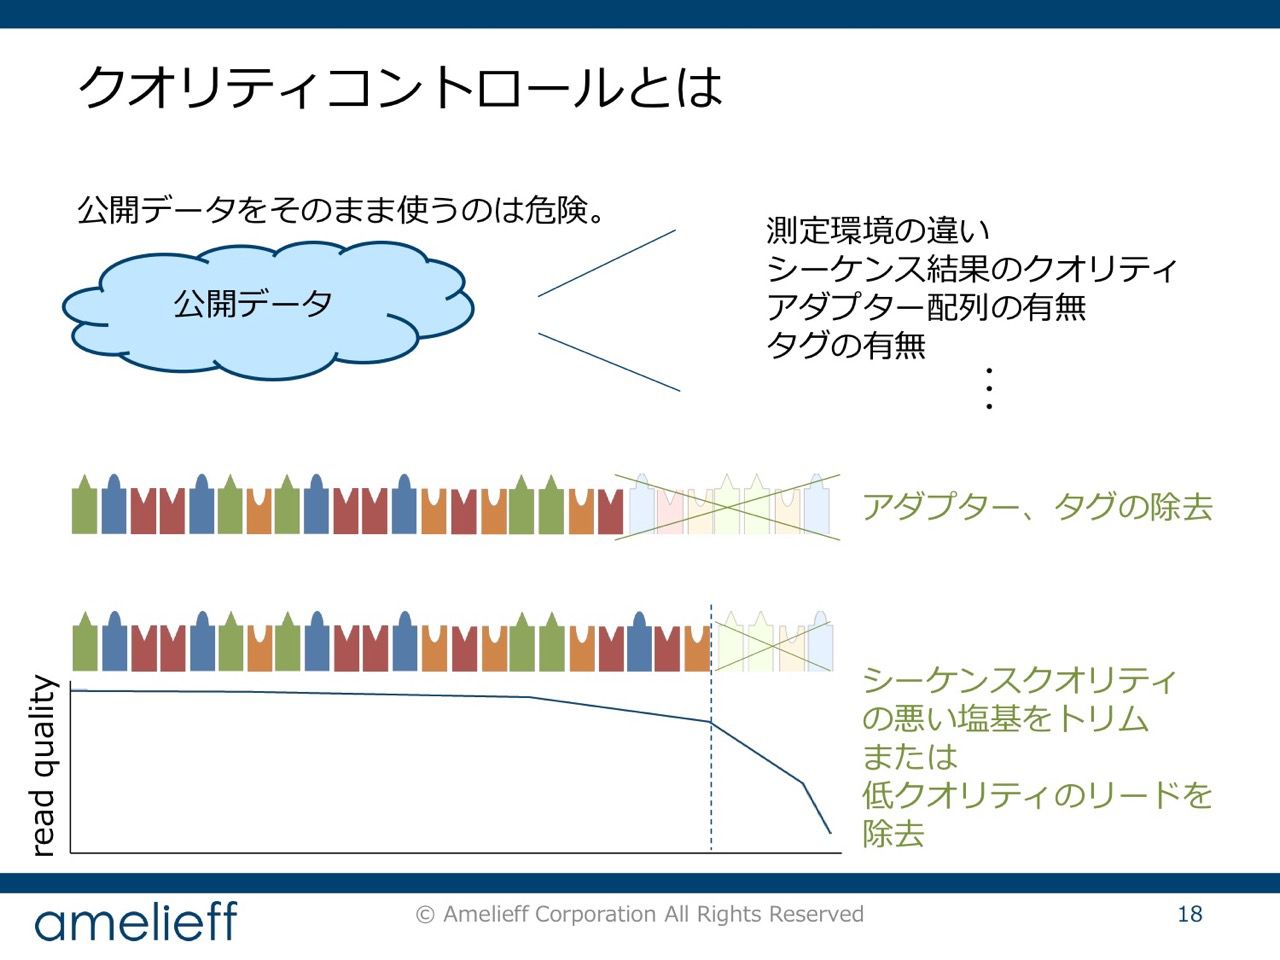 クオリティコントロールとは
公開データをそのまま使うのは危険。
公開データ
測定環境の違い
シーケンス結果のクオリティ
アダプター配列の有無
タグの有無
⋮
アダプター、タグの除去
read quality
シーケンスクオリティ
の悪い塩基をトリム
または
低クオリティのリードを
除去
amelieff
© Amelieff Corporation All Rights Reserved
18